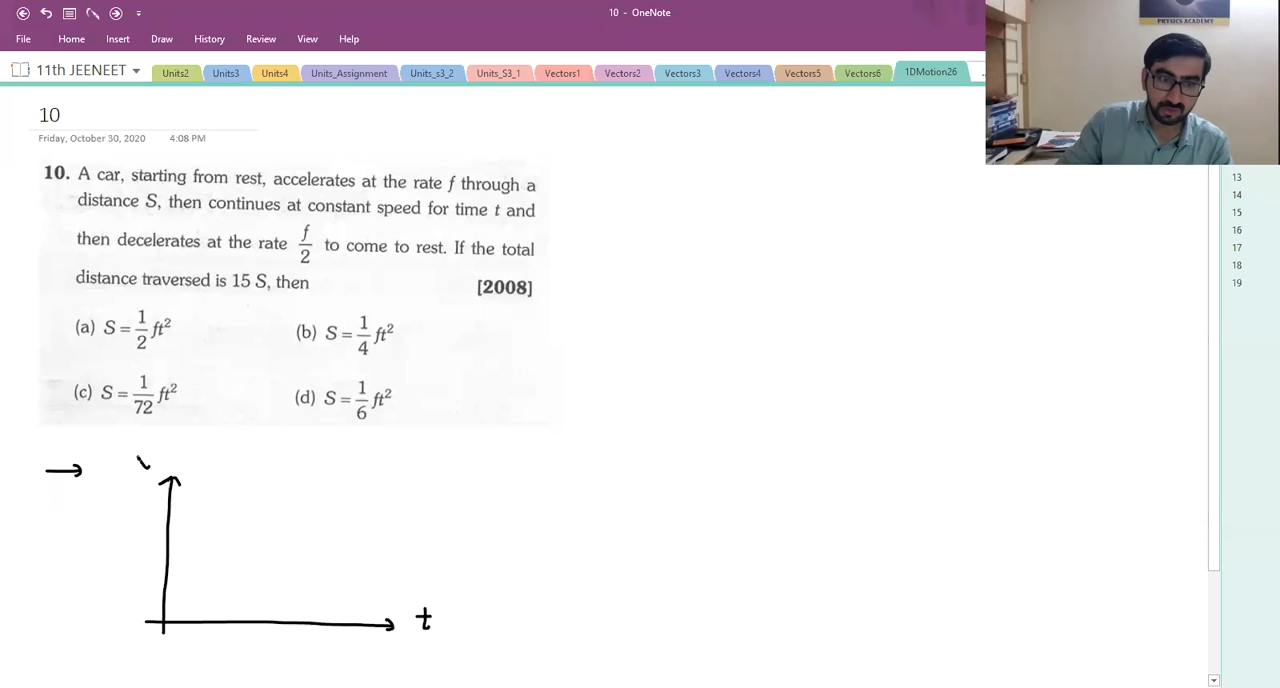 10 - OneNote
File Home Insert Draw History Review View Help
11th JEENEET Units2 Units3 Units4 Units_Assignment Units_s3_2 Units_S3_1 Vectors1 Vectors2 Vectors3 Vectors4 Vectors5 Vectors6 1DMotion26 ...
PHYSICS ACADEMY
10
Friday, October 30, 2020 4:08 PM
10. A car, starting from rest, accelerates at the rate f through a
distance S, then continues at constant speed for time t and
then decelerates at the rate f/2 to come to rest. If the total
distance traversed is 15 S, then [2008]
(a) S = 1/2 ft² (b) S = 1/4 ft²
(c) S = 1/72 ft² (d) S = 1/6 ft²
t
13
14
15
16
17
18
19